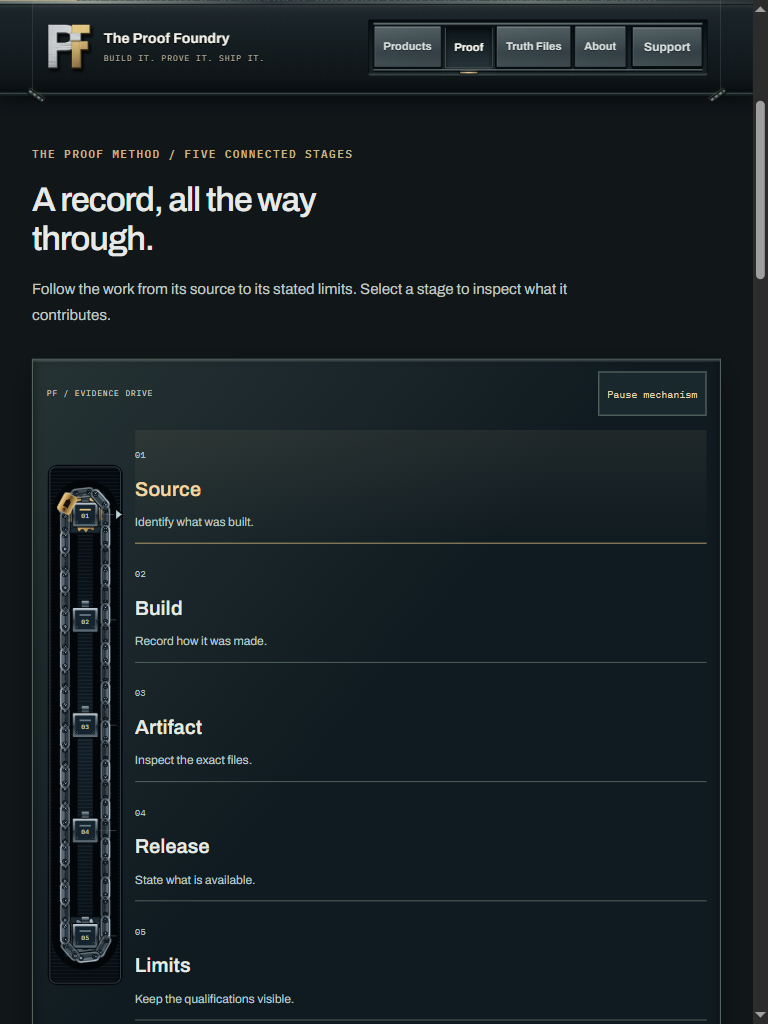 PF
The Proof Foundry
BUILD IT. PROVE IT. SHIP IT.
Products
Proof
Truth Files
About
Support
THE PROOF METHOD / FIVE CONNECTED STAGES
A record, all the way
through.
Follow the work from its source to its stated limits. Select a stage to inspect what it
contributes.
PF / EVIDENCE DRIVE
Pause mechanism
01
01
Source
Identify what was built.
02
02
Build
Record how it was made.
03
03
Artifact
Inspect the exact files.
04
04
Release
State what is available.
05
05
Limits
Keep the qualifications visible.